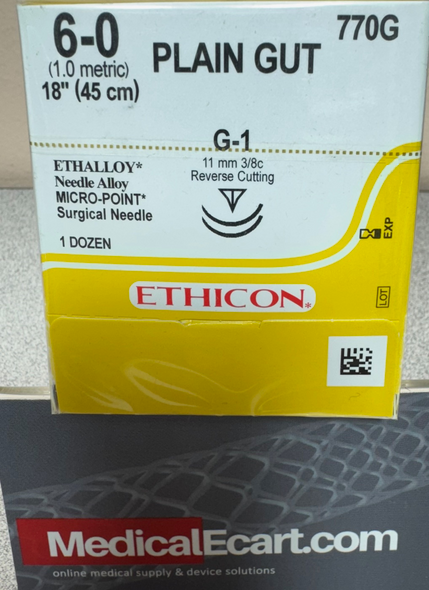 6-0
(1.0 metric)
18" (45 cm)
PLAIN GUT
770G
G-1
11 mm 3/8c
Reverse Cutting
ETHALLOY*
Needle Alloy
MICRO-POINT*
Surgical Needle
1 DOZEN
EXP
LOT
ETHICON*
MedicalEcart.com
online medical supply & device solutions